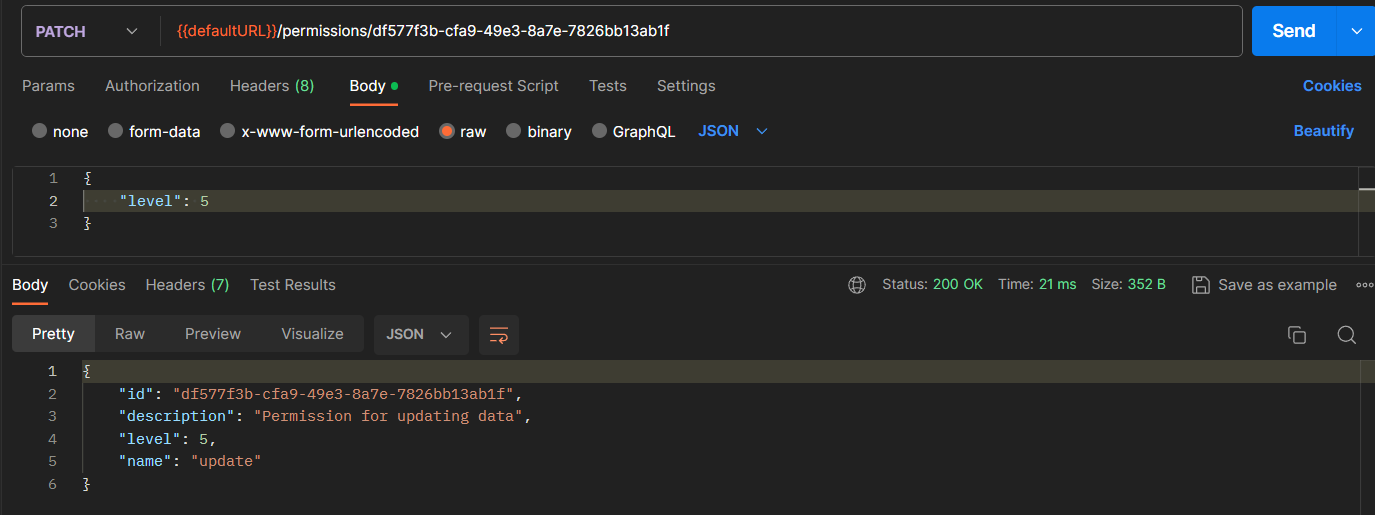 PATCH {{defaultURL}}/permissions/df577f3b-cfa9-49e3-8a7e-7826bb13ab1f Send
Params Authorization Headers (8) Body Pre-request Script Tests Settings Cookies
none form-data x-www-form-urlencoded raw binary GraphQL JSON Beautify
1 {
2 "level": 5
3 }
Body Cookies Headers (7) Test Results Status: 200 OK Time: 21 ms Size: 352 B Save as example
Pretty Raw Preview Visualize JSON
1 {
2 "id": "df577f3b-cfa9-49e3-8a7e-7826bb13ab1f",
3 "description": "Permission for updating data",
4 "level": 5,
5 "name": "update"
6 }